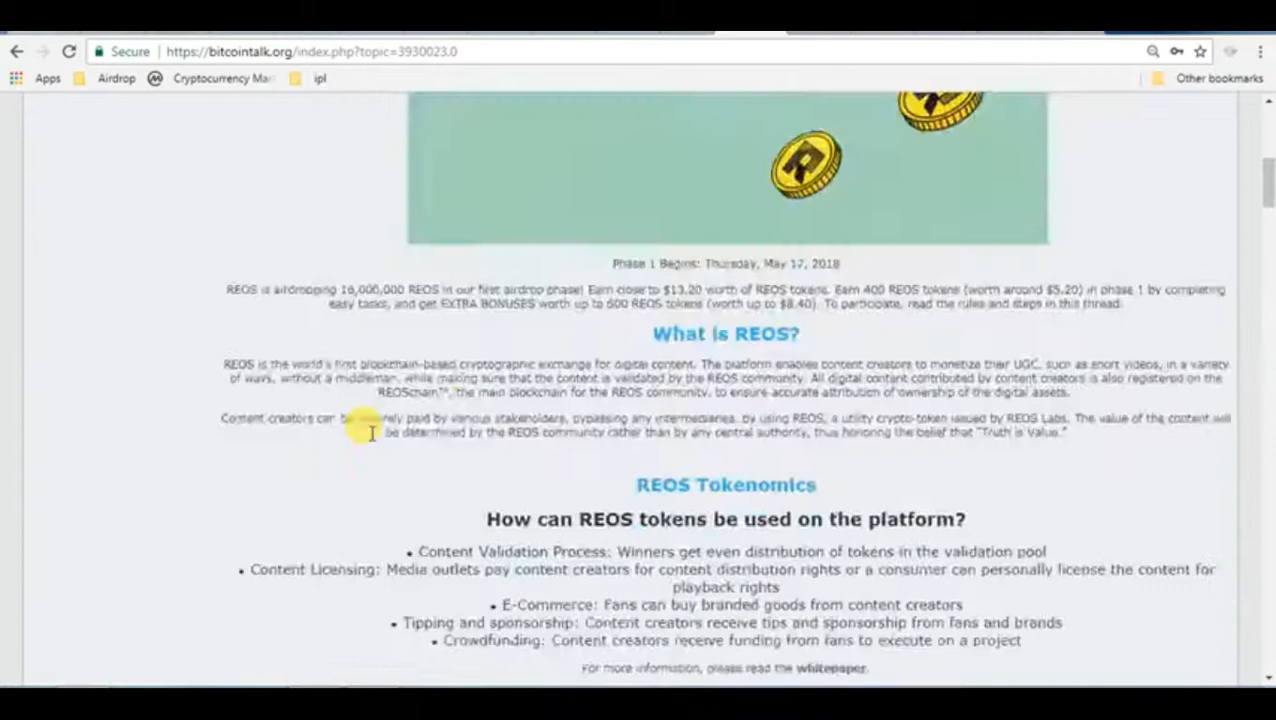 Secure https://bitcointalk.org/index.php?topic=3930023.0
Apps Airdrop Cryptocurrency Mar ipl Other bookmarks
Phase 1 Begins: Thursday, May 17, 2018
REOS is airdropping 16,000,000 REOS in our first airdrop phase! Earn close to $13.20 worth of REOS tokens. Earn 400 REOS tokens (worth around $5.20) in phase 1 by completing
easy tasks, and get EXTRA BONUSES worth up to 600 REOS tokens (worth up to $8.40). To participate, read the rules and steps in this thread.
What is REOS?
REOS is the world's first blockchain-based cryptographic exchange for digital content. The platform enables content creators to monetize their UGC, such as short videos, in a variety
of ways, without a middleman, while making sure that the content is validated by the REOS community. All digital content contributed by content creators is also registered on the
REOSchain™, the main blockchain for the REOS community, to ensure accurate attribution of ownership of the digital assets.
Content creators can be securely paid by various stakeholders, bypassing any intermediaries, by using REOS, a utility crypto-token issued by REOS Labs. The value of the content will
be determined by the REOS community rather than by any central authority, thus honoring the belief that "Truth is Value."
REOS Tokenomics
How can REOS tokens be used on the platform?
• Content Validation Process: Winners get even distribution of tokens in the validation pool
• Content Licensing: Media outlets pay content creators for content distribution rights or a consumer can personally license the content for
playback rights
• E-Commerce: Fans can buy branded goods from content creators
• Tipping and sponsorship: Content creators receive tips and sponsorship from fans and brands
• Crowdfunding: Content creators receive funding from fans to execute on a project
For more information, please read the whitepaper.